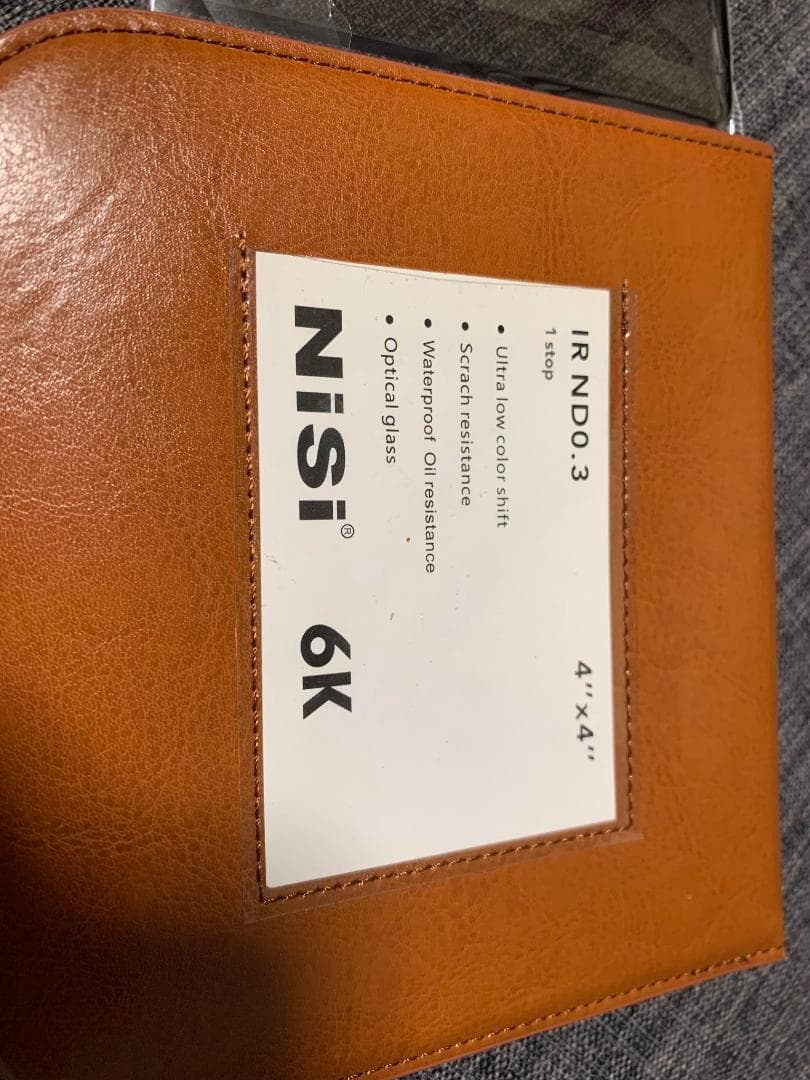 IR ND0.3 4"x4"
1 stop
• Ultra low color shift
• Scrach resistance
• Waterproof Oil resistance
• Optical glass
NiSi® 6K